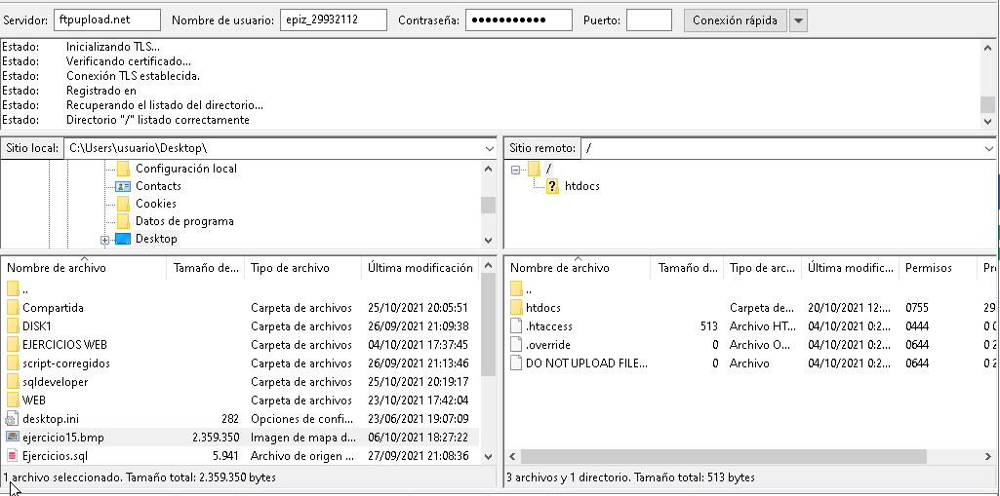 Servidor: ftpupload.net Nombre de usuario: epiz_29932112 Contraseña: ●●●●●●●●●●● Puerto: Conexión rápida
Estado: Inicializando TLS...
Estado: Verificando certificado...
Estado: Conexión TLS establecida.
Estado: Registrado en
Estado: Recuperando el listado del directorio...
Estado: Directorio "/" listado correctamente
Sitio local: C:\Users\usuario\Desktop\
Configuración local
Contacts
Cookies
Datos de programa
Desktop
Sitio remoto: /
/
htdocs
Nombre de archivo Tamaño de... Tipo de archivo Última modificación
..
Compartida Carpeta de archivos 25/10/2021 20:05:51
DISK1 Carpeta de archivos 26/09/2021 21:09:38
EJERCICIOS WEB Carpeta de archivos 04/10/2021 17:37:45
script-corregidos Carpeta de archivos 26/09/2021 21:13:46
sqldeveloper Carpeta de archivos 25/10/2021 20:19:17
WEB Carpeta de archivos 23/10/2021 17:42:04
desktop.ini 282 Opciones de confi... 23/06/2021 19:07:09
ejercicio15.bmp 2.359.350 Imagen de mapa d... 06/10/2021 18:27:22
Ejercicios.sql 5.941 Archivo de origen ... 27/09/2021 21:08:36
1 archivo seleccionado. Tamaño total: 2.359.350 bytes
Nombre de archivo Tamaño d... Tipo de arc... Última modific... Permisos Pro
..
htdocs Carpeta de... 20/10/2021 12:... 0755 29
.htaccess 513 Archivo HT... 04/10/2021 0:2... 0444 0 0
.override 0 Archivo O... 04/10/2021 0:2... 0644 0 2
DO NOT UPLOAD FILE... 0 Archivo 04/10/2021 0:2... 0644 0 2
3 archivos y 1 directorio. Tamaño total: 513 bytes